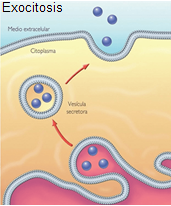 Exocitosis
Medio extracelular
Citoplasma
Vesícula
secretora